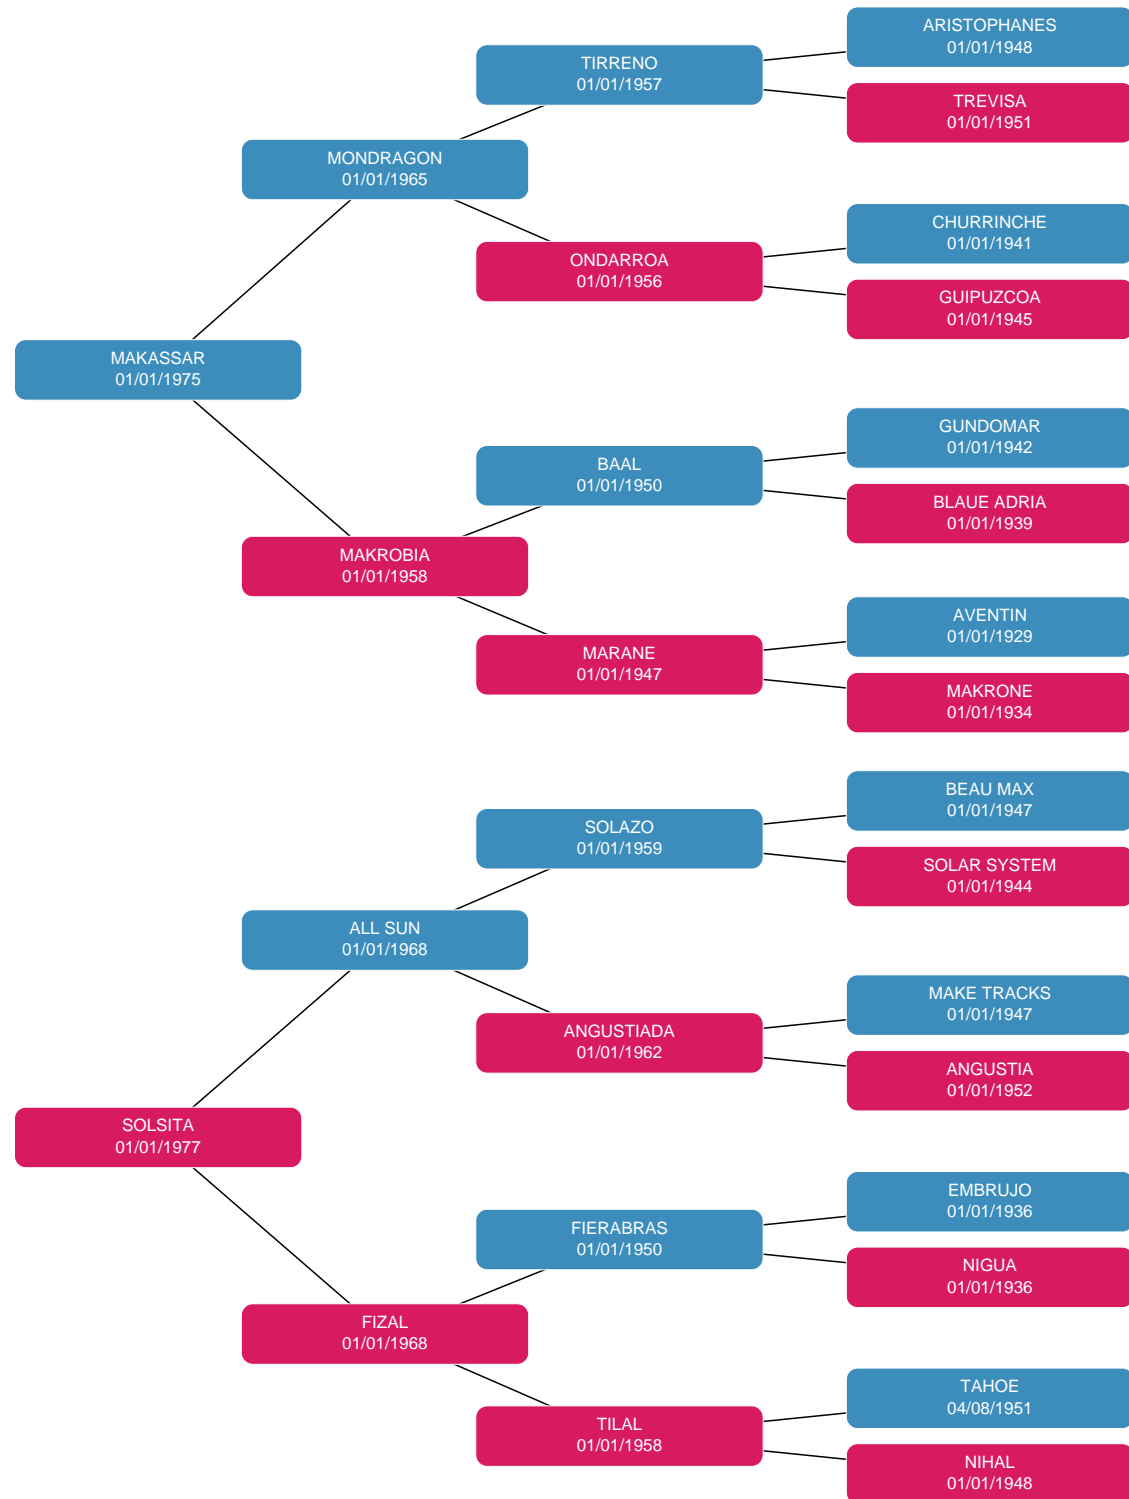 ARISTOPHANES
01/01/1948
TIRRENO
01/01/1957
TREVISA
01/01/1951
MONDRAGON
01/01/1965
CHURRINCHE
01/01/1941
ONDARROA
01/01/1956
GUIPUZCOA
01/01/1945
MAKASSAR
01/01/1975
GUNDOMAR
01/01/1942
BAAL
01/01/1950
BLAUE ADRIA
01/01/1939
MAKROBIA
01/01/1958
AVENTIN
01/01/1929
MARANE
01/01/1947
MAKRONE
01/01/1934
BEAU MAX
01/01/1947
SOLAZO
01/01/1959
SOLAR SYSTEM
01/01/1944
ALL SUN
01/01/1968
MAKE TRACKS
01/01/1947
ANGUSTIADA
01/01/1962
ANGUSTIA
01/01/1952
SOLSITA
01/01/1977
EMBRUJO
01/01/1936
FIERABRAS
01/01/1950
NIGUA
01/01/1936
FIZAL
01/01/1968
TAHOE
04/08/1951
TILAL
01/01/1958
NIHAL
01/01/1948